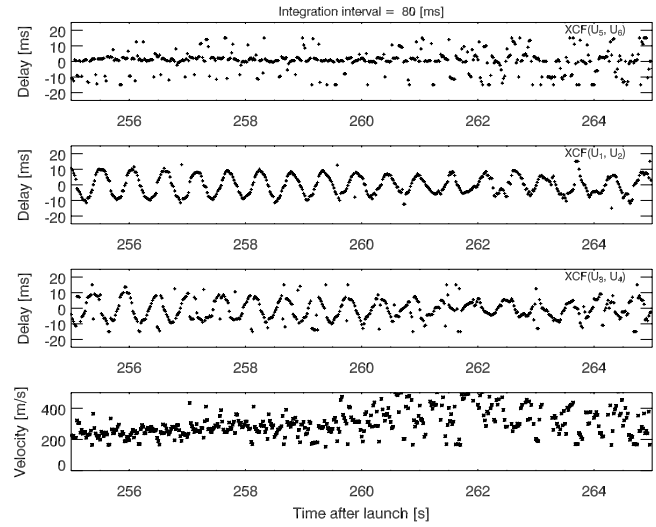 Integration interval = 80 [ms]
XCF(U5, U6)
Delay [ms]
20
10
0
-10
-20
256 258 260 262 264
XCF(U1, U2)
Delay [ms]
20
10
0
-10
-20
256 258 260 262 264
XCF(U3, U4)
Delay [ms]
20
10
0
-10
-20
256 258 260 262 264
Velocity [m/s]
400
200
0
256 258 260 262 264
Time after launch [s]